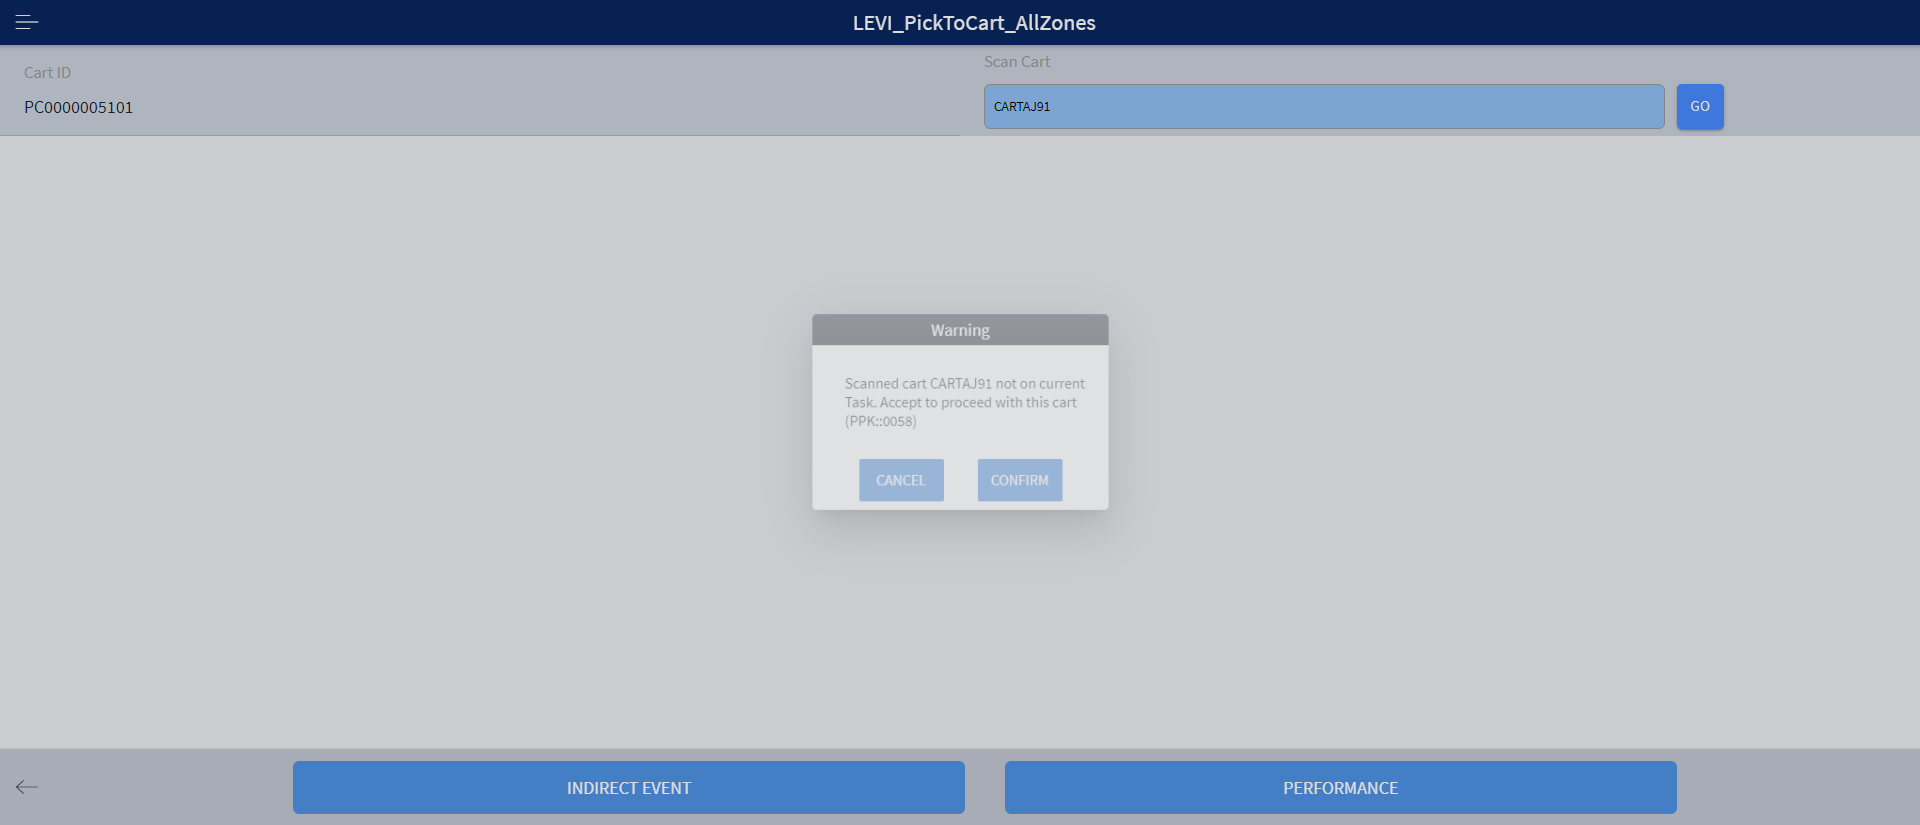 LEVI_PickToCart_AllZones
Cart ID
PC0000005101
Scan Cart
CARTAJ91
GO
Warning
Scanned cart CARTAJ91 not on current
Task. Accept to proceed with this cart
(PPK::0058)
CANCEL
CONFIRM
INDIRECT EVENT
PERFORMANCE